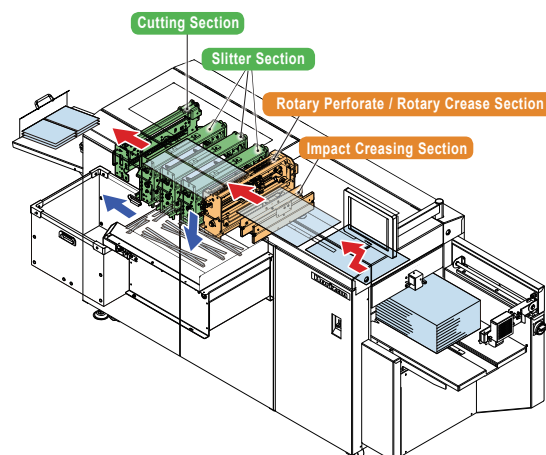 Cutting Section
Slitter Section
Rotary Perforate / Rotary Crease Section
Impact Creasing Section